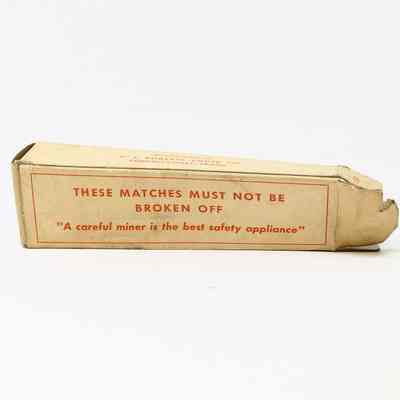 THESE MATCHES MUST NOT BE
BROKEN OFF
"A careful miner is the best safety appliance"